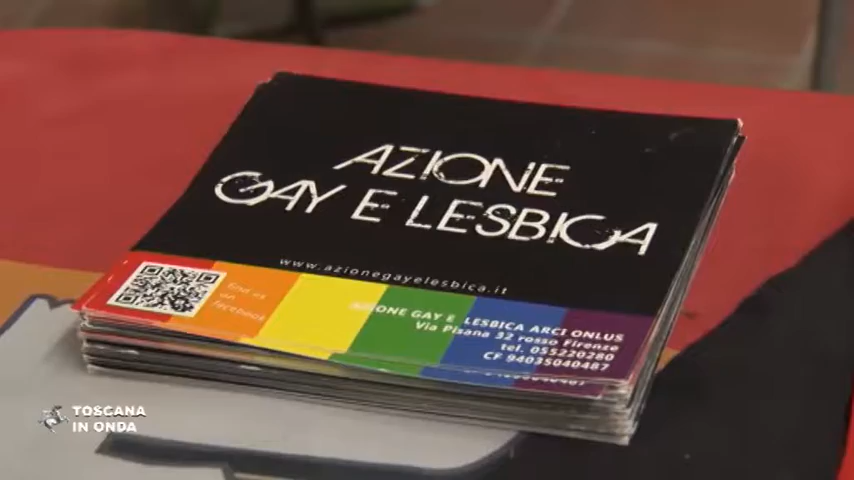 AZIONE
GAY E LESBICA
www.azionegayelesbica.it
find us
on
facebook
AZIONE GAY E LESBICA ARCI ONLUS
Via Pisana 32 rosso Firenze
tel. 055220280
CF 94035040487
TOSCANA
IN ONDA